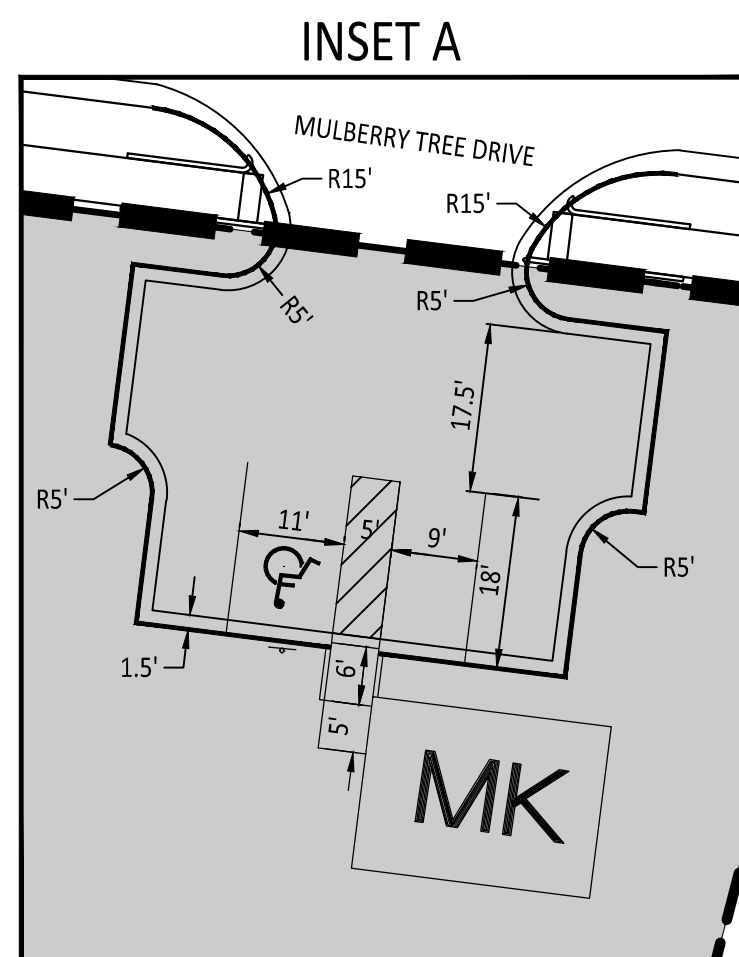 INSET A
MULBERRY TREE DRIVE
R15'
R15'
R5'
R5'
17.5'
R5'
11'
5'
9'
18'
R5'
1.5'
6'
5'
MK